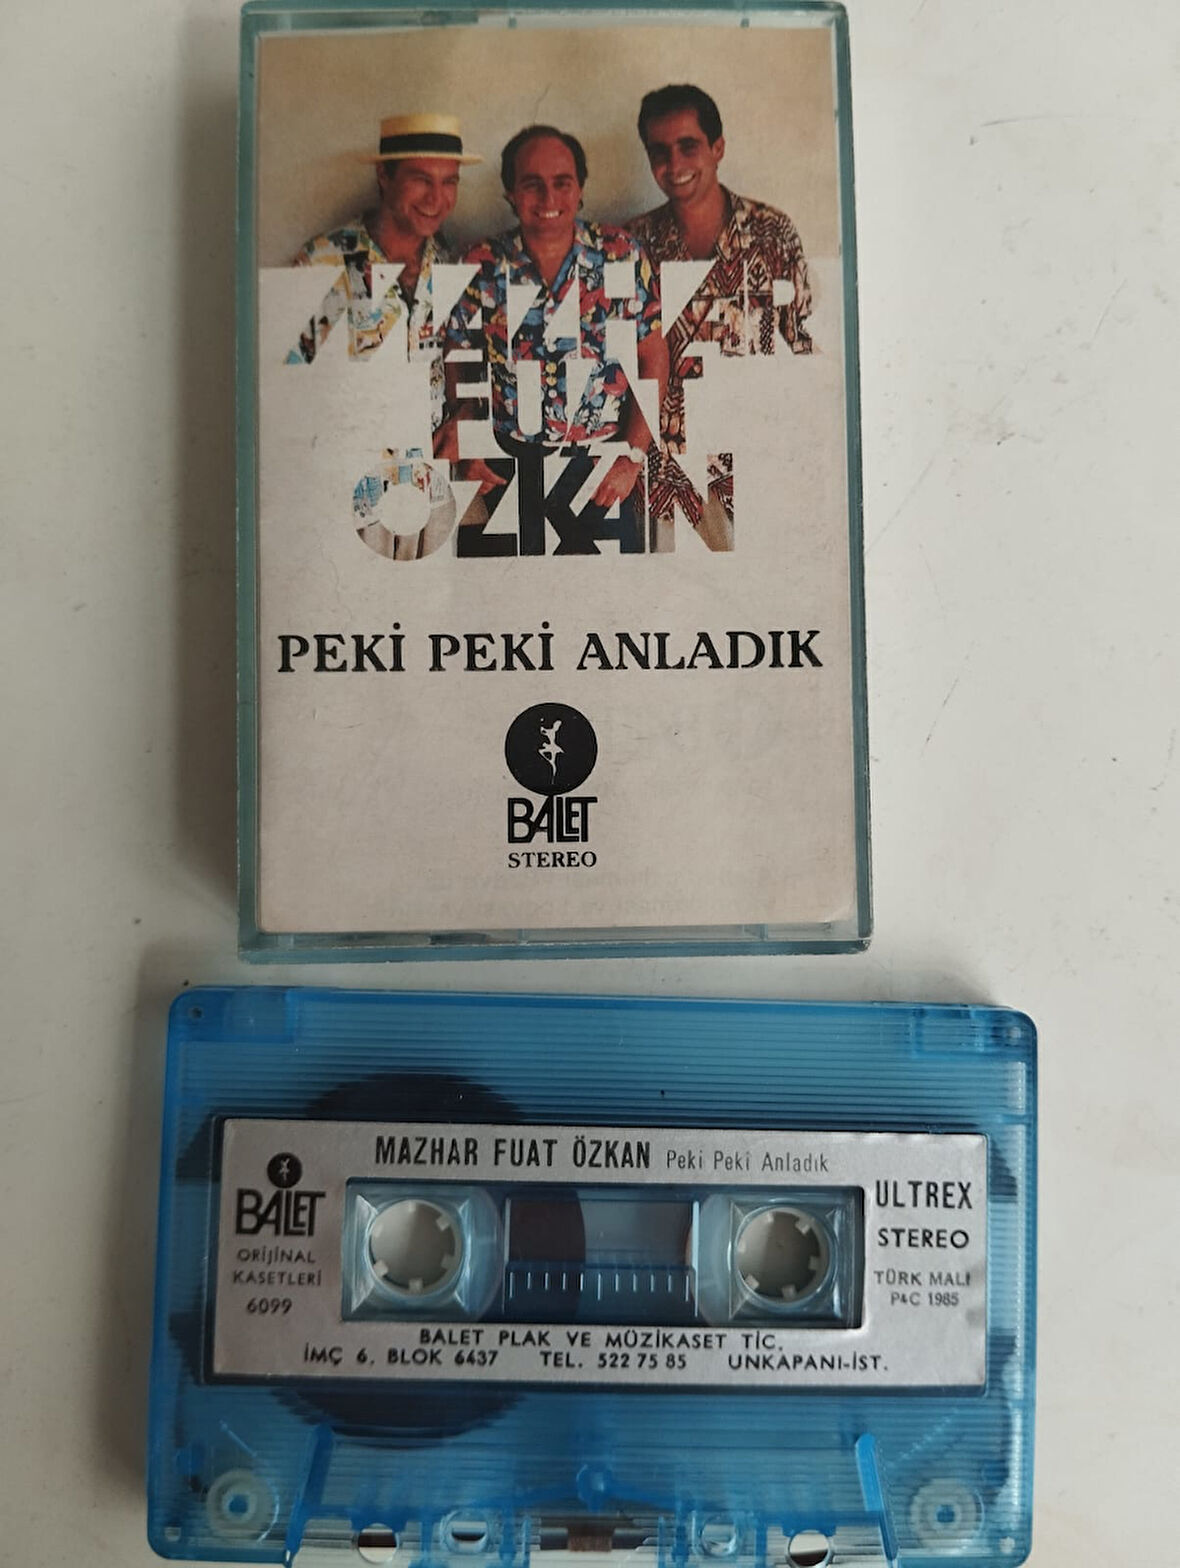 MAZHAR
FUAT
ÖZKAN
PEKİ PEKİ ANLADIK
BALET
STEREO
MAZHAR FUAT ÖZKAN Peki Peki Anladık
BALET
ORİJİNAL
KASETLERİ
6099
ULTREX
STEREO
TÜRK MALI
P&C 1985
BALET PLAK VE MÜZİKASET TİC.
İMÇ 6. BLOK 6437 TEL. 522 75 85 UNKAPANI-İST.